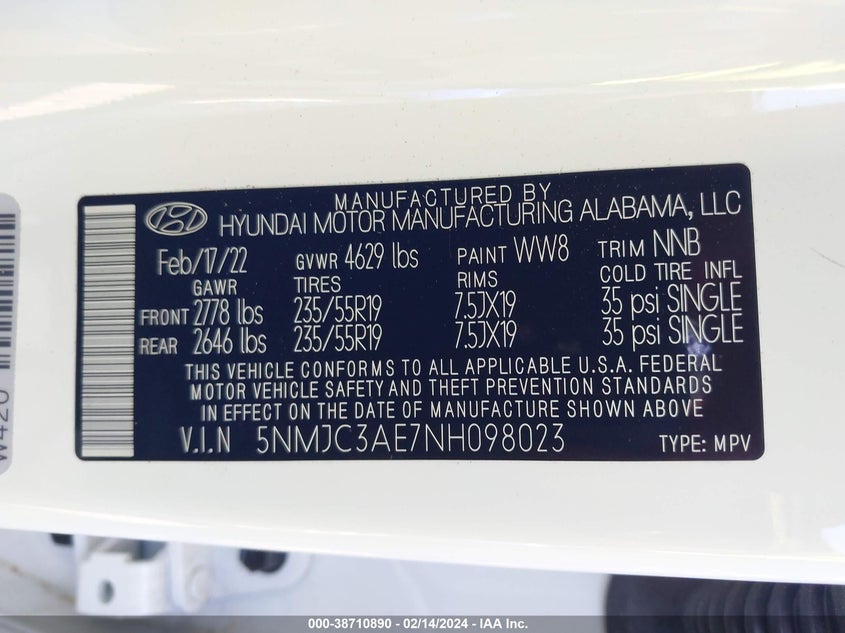 MANUFACTURED BY
HYUNDAI MOTOR MANUFACTURING ALABAMA, LLC
Feb/17/22 GVWR 4629 lbs PAINT WW8 TRIM NNB
GAWR TIRES RIMS COLD TIRE INFL
FRONT 2778 lbs 235/55R19 7.5JX19 35 psi SINGLE
REAR 2646 lbs 235/55R19 7.5JX19 35 psi SINGLE
THIS VEHICLE CONFORMS TO ALL APPLICABLE U.S.A. FEDERAL
MOTOR VEHICLE SAFETY AND THEFT PREVENTION STANDARDS
IN EFFECT ON THE DATE OF MANUFACTURE SHOWN ABOVE
V.I.N 5NMJC3AE7NH098023 TYPE: MPV
W420
000-38710890 - 02/14/2024 - IAA Inc.